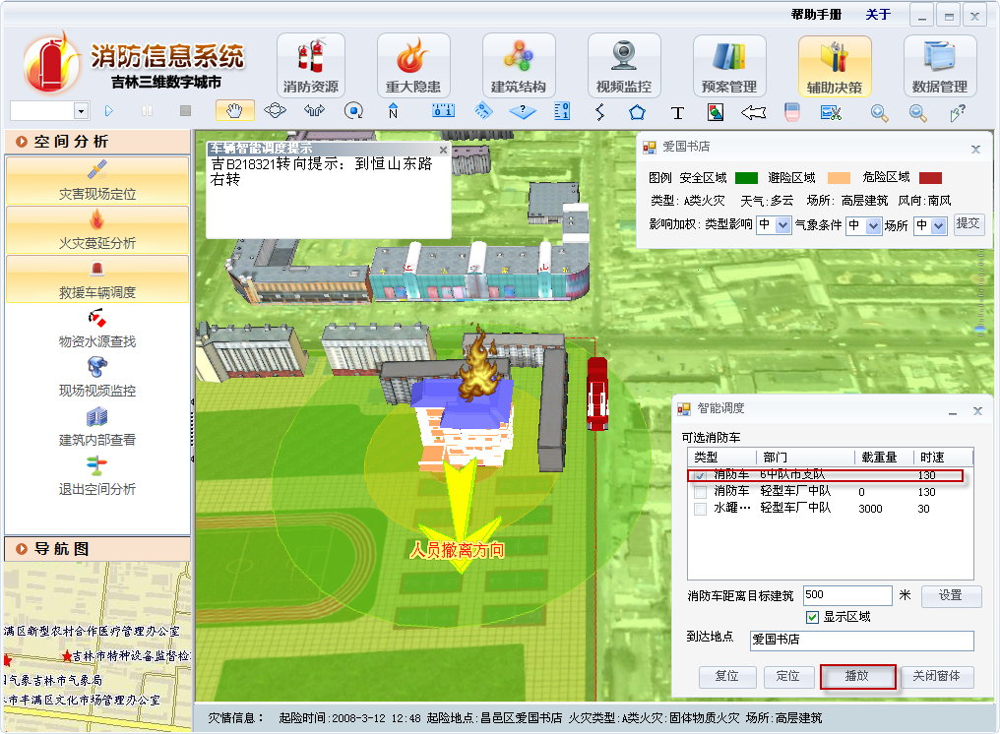 帮助手册 关于
消防信息系统
吉林三维数字城市
消防资源 重大隐患 建筑结构 视频监控 预案管理 辅助决策 数据管理
空间分析
灾害现场定位
火灾蔓延分析
救援车辆调度
物资水源查找
现场视频监控
建筑内部查看
退出空间分析
导航图
满区新型农村合作医疗管理办公室
吉林市特种设备监督检
气象吉林市气象局
市丰满区文化市场管理办公室
车辆智能调度提示
吉B218321转向提示：到恒山东路
右转
爱国书店
图例 安全区域 避险区域 危险区域
类型：A类火灾 天气：多云 场所：高层建筑 风向：南风
影响加权：类型影响 中 气象条件 中 场所 中 提交
人员撤离方向
智能调度
可选消防车
类型 部门 载重量 时速
消防车 6中队市支队 130
消防车 轻型车厂中队 0 130
水罐… 轻型车厂中队 3000 30
消防车距离目标建筑 500 米 设置
显示区域
到达地点 爱国书店
复位 定位 播放 关闭窗体
灾情信息： 起险时间:2008-3-12 12:48 起险地点:昌邑区爱国书店 火灾类型:A类火灾:固体物质火灾 场所:高层建筑